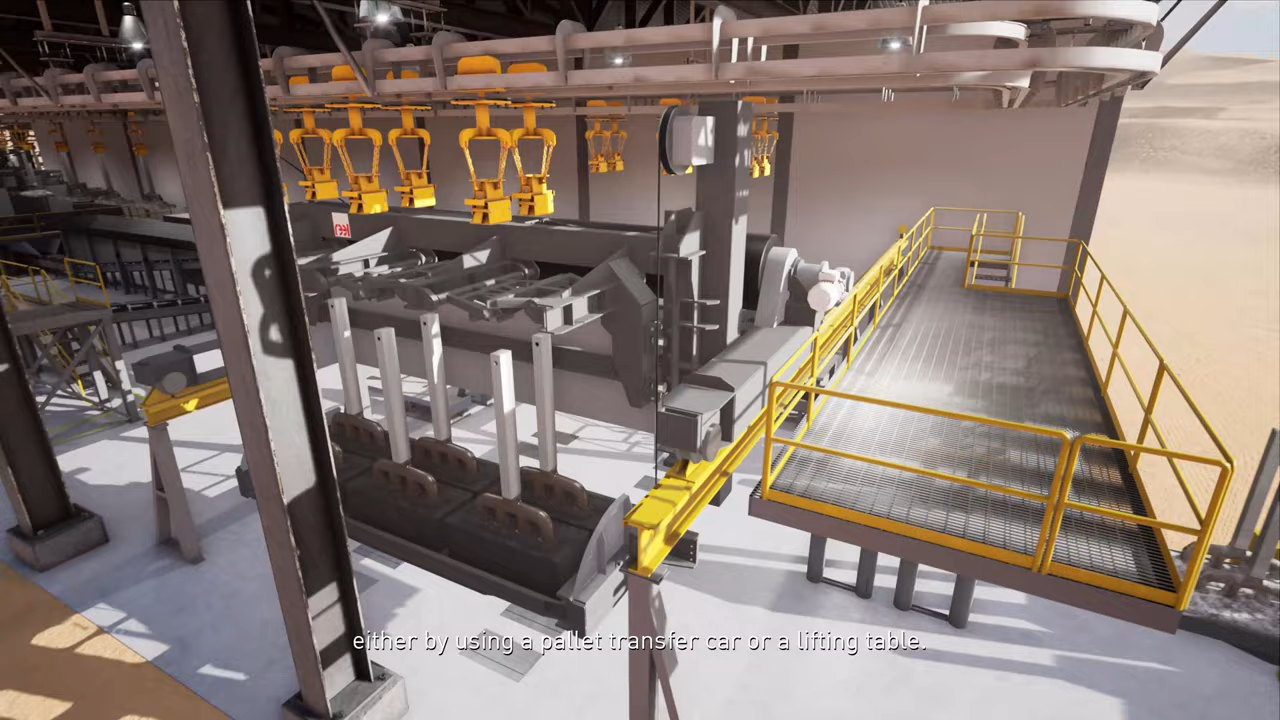 either by using a pallet transfer car or a lifting table.